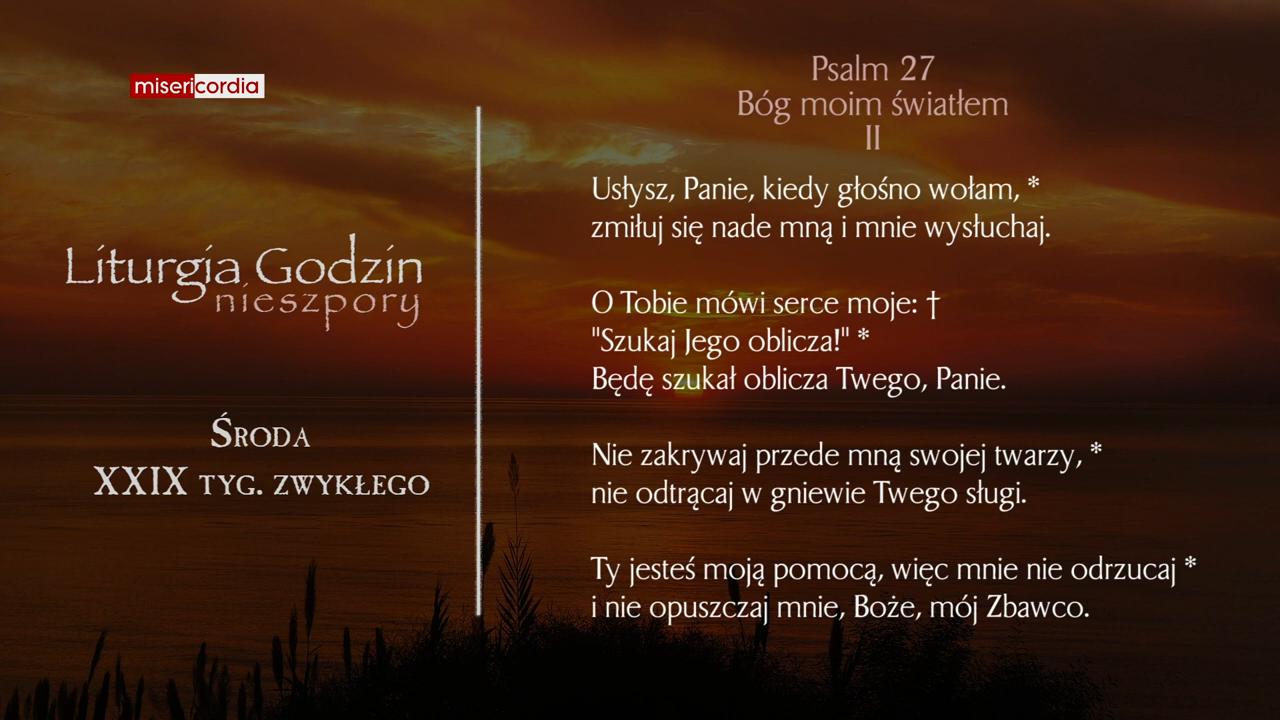 misericordia
Liturgia Godzin
nieszpory
Środa
XXIX tyg. zwykłego
Psalm 27
Bóg moim światłem
II
Usłysz, Panie, kiedy głośno wołam, *
zmiłuj się nade mną i mnie wysłuchaj.
O Tobie mówi serce moje: †
"Szukaj Jego oblicza!" *
Będę szukał oblicza Twego, Panie.
Nie zakrywaj przede mną swojej twarzy, *
nie odtrącaj w gniewie Twego sługi.
Ty jesteś moją pomocą, więc mnie nie odrzucaj *
i nie opuszczaj mnie, Boże, mój Zbawco.